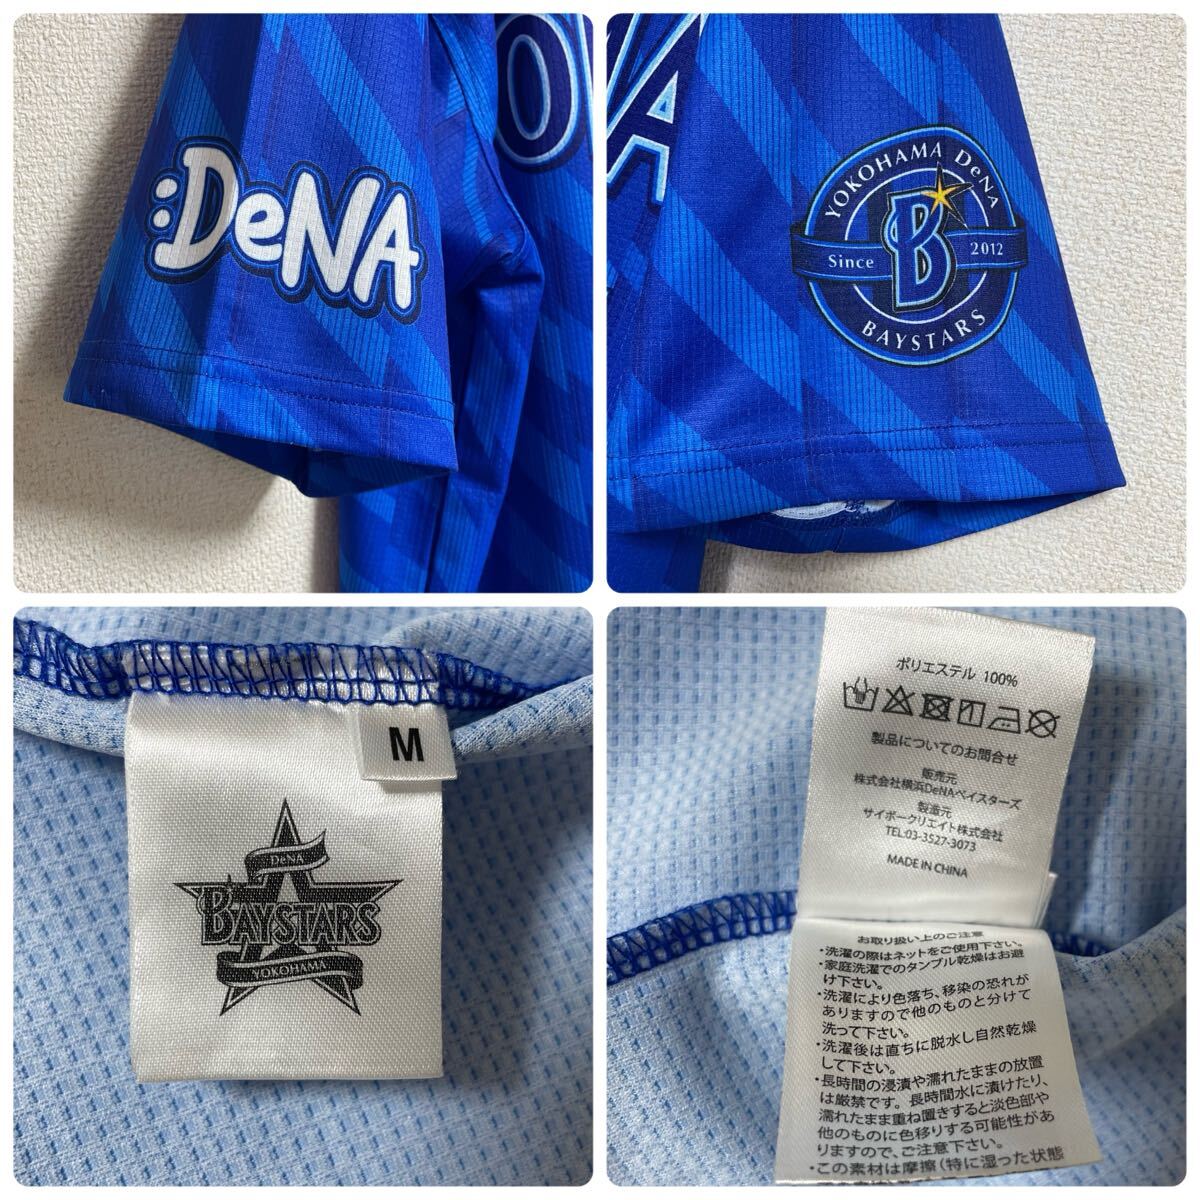 :DeNA
YO
MA
YOKOHAMA DeNA
Since 2012
BAYSTARS
M
DeNA
BAYSTARS
YOKOHAMA
ポリエステル 100%
製品についてのお問合せ
販売元
株式会社横浜DeNAベイスターズ
製造元
サイボークリエイト株式会社
TEL:03-3527-3073
MADE IN CHINA
お取り扱い上のご注意
・洗濯の際はネットをご使用下さい。
・家庭洗濯でのタンブル乾燥はお避
け下さい。
・洗濯により色落ち、移染の恐れが
ありますので他のものと分けて
洗って下さい。
・洗濯後は直ちに脱水し自然乾燥
して下さい。
・長時間の浸漬や濡れたままの放置
は厳禁です。長時間水に漬けたり、
濡れたまま重ね置きすると淡色部や
他のものに色移りする可能性があ
りますので、ご注意下さい。
・この素材は摩擦(特に湿った状態